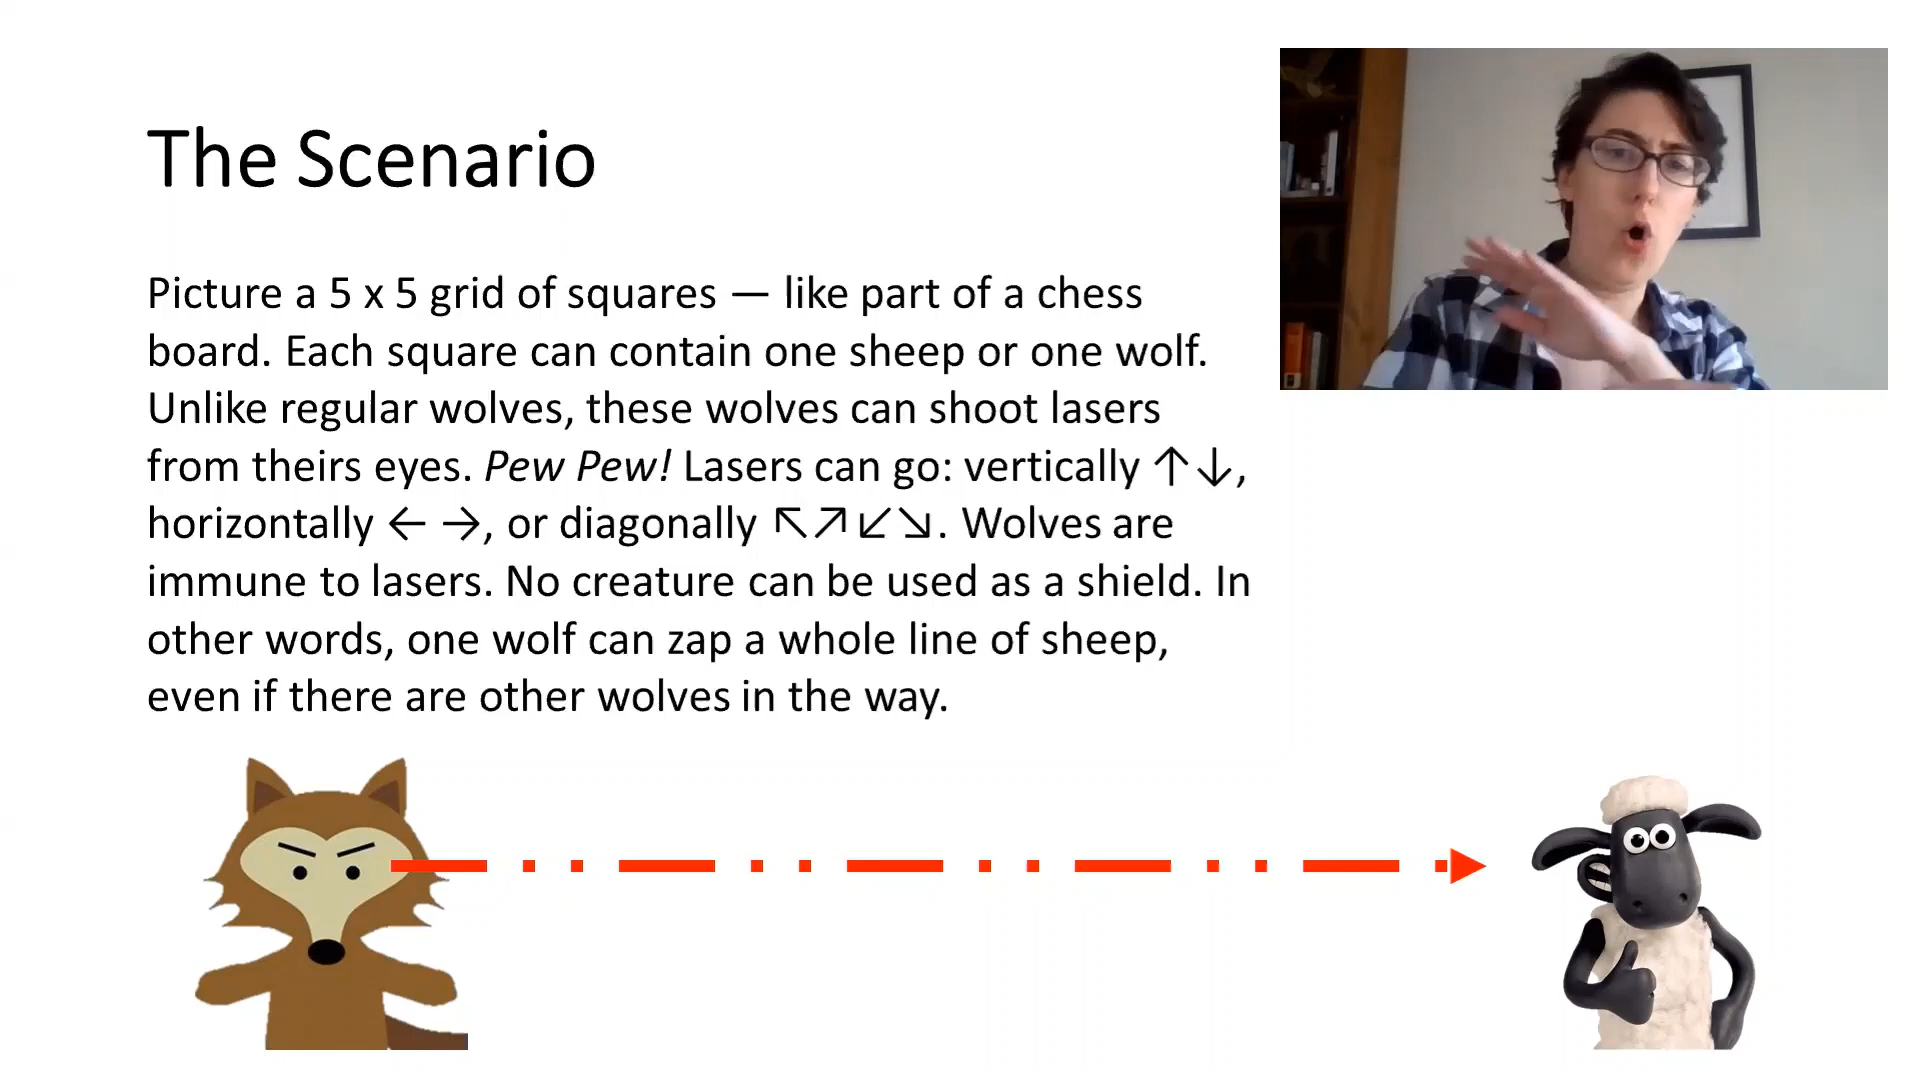 The Scenario
Picture a 5 x 5 grid of squares — like part of a chess
board. Each square can contain one sheep or one wolf.
Unlike regular wolves, these wolves can shoot lasers
from theirs eyes. Pew Pew! Lasers can go: vertically ↑↓,
horizontally ← →, or diagonally ↖↗↙↘. Wolves are
immune to lasers. No creature can be used as a shield. In
other words, one wolf can zap a whole line of sheep,
even if there are other wolves in the way.